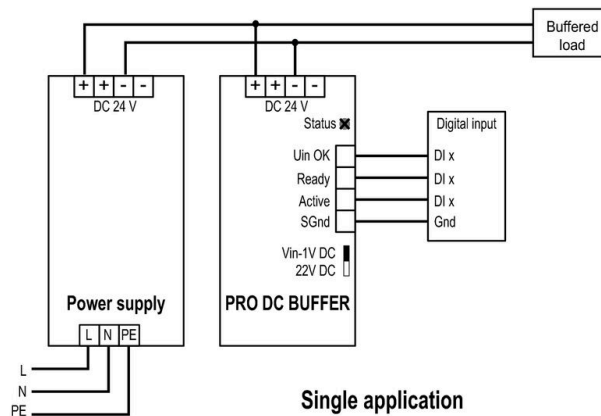 Buffered
load
+ + - -
DC 24 V
+ + - -
DC 24 V
Status
Digital input
Uin OK
DI x
Ready
DI x
Active
DI x
SGnd
Gnd
Vin-1V DC
22V DC
Power supply
PRO DC BUFFER
L N PE
L
N
PE
Single application